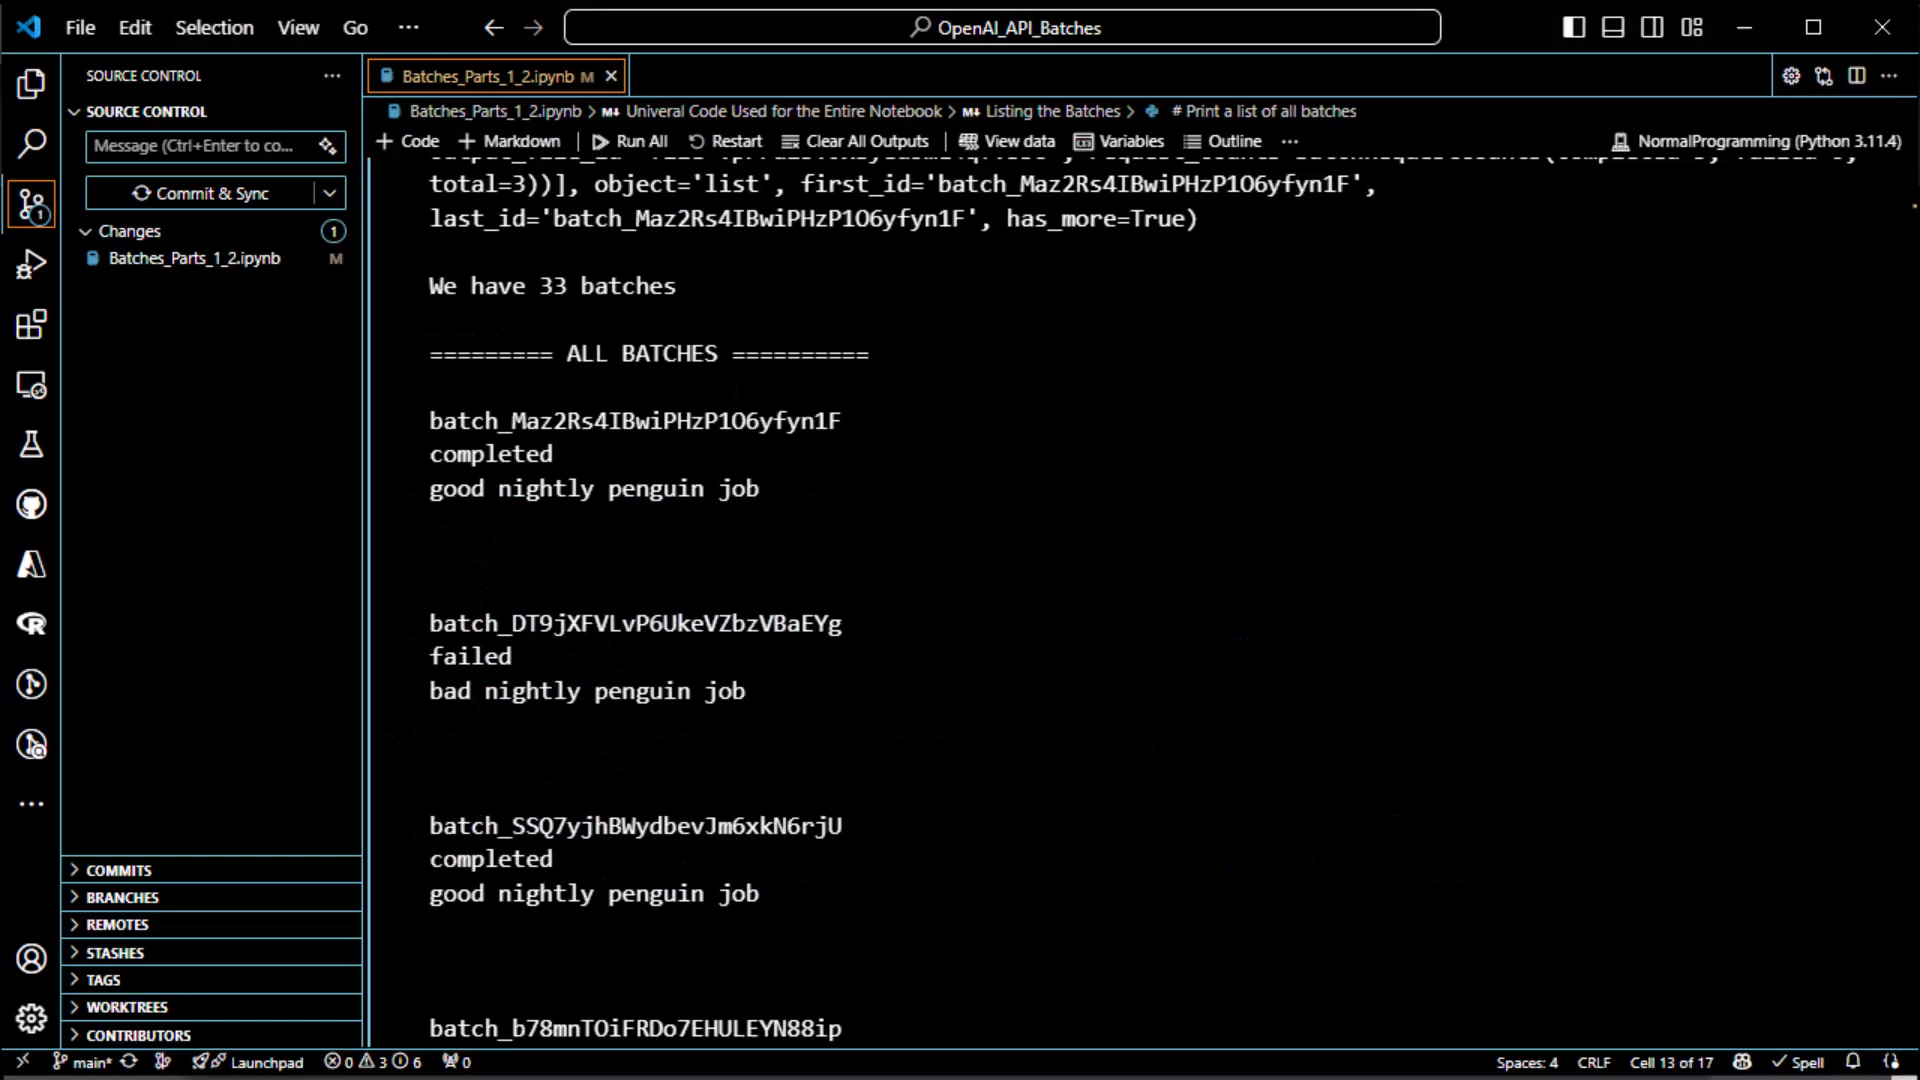 File Edit Selection View Go ··· OpenAI_API_Batches
SOURCE CONTROL ···
Batches_Parts_1_2.ipynb M
SOURCE CONTROL
Batches_Parts_1_2.ipynb > M↓ Univeral Code Used for the Entire Notebook > M↓ Listing the Batches > # Print a list of all batches
Message (Ctrl+Enter to co...
+ Code + Markdown Run All Restart Clear All Outputs View data Variables Outline ··· NormalProgramming (Python 3.11.4)
Commit & Sync
Changes 1
Batches_Parts_1_2.ipynb M
total=3))], object='list', first_id='batch_Maz2Rs4IBwiPHzP1O6yfyn1F',
last_id='batch_Maz2Rs4IBwiPHzP1O6yfyn1F', has_more=True)
We have 33 batches
========= ALL BATCHES ==========
batch_Maz2Rs4IBwiPHzP1O6yfyn1F
completed
good nightly penguin job
batch_DT9jXFVLvP6UkeVZbzVBaEYg
failed
bad nightly penguin job
batch_SSQ7yjhBWydbevJm6xkN6rjU
completed
good nightly penguin job
batch_b78mnTOiFRDo7EHULEYN88ip
COMMITS
BRANCHES
REMOTES
STASHES
TAGS
WORKTREES
CONTRIBUTORS
main* Launchpad 0 3 6 0 Spaces: 4 CRLF Cell 13 of 17 Spell